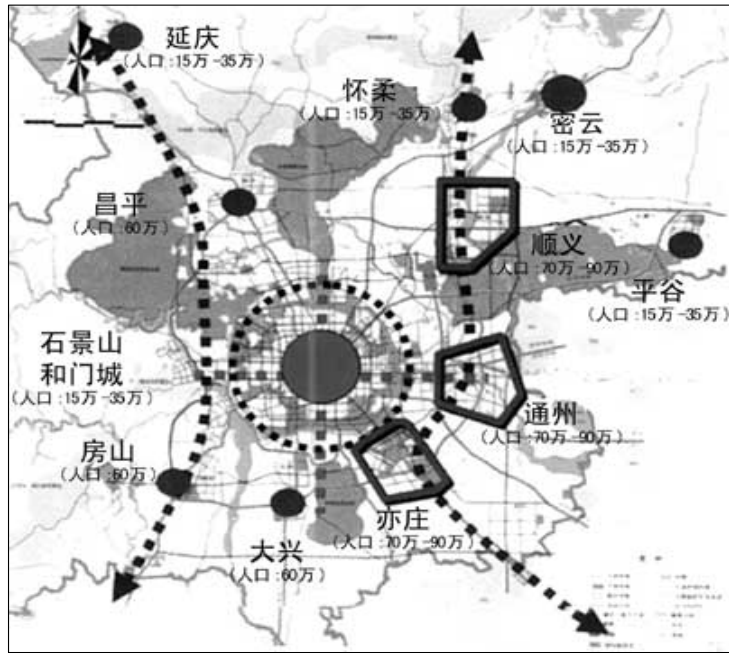 延庆
(人口:15万-35万)
怀柔
(人口:15万-35万)
密云
(人口:15万-35万)
昌平
(人口:60万)
顺义
(人口:70万-90万)
平谷
(人口:15万-35万)
石景山
和门城
(人口:15万-35万)
通州
(人口:70万-90万)
房山
(人口:60万)
亦庄
(人口:70万-90万)
大兴
(人口:60万)